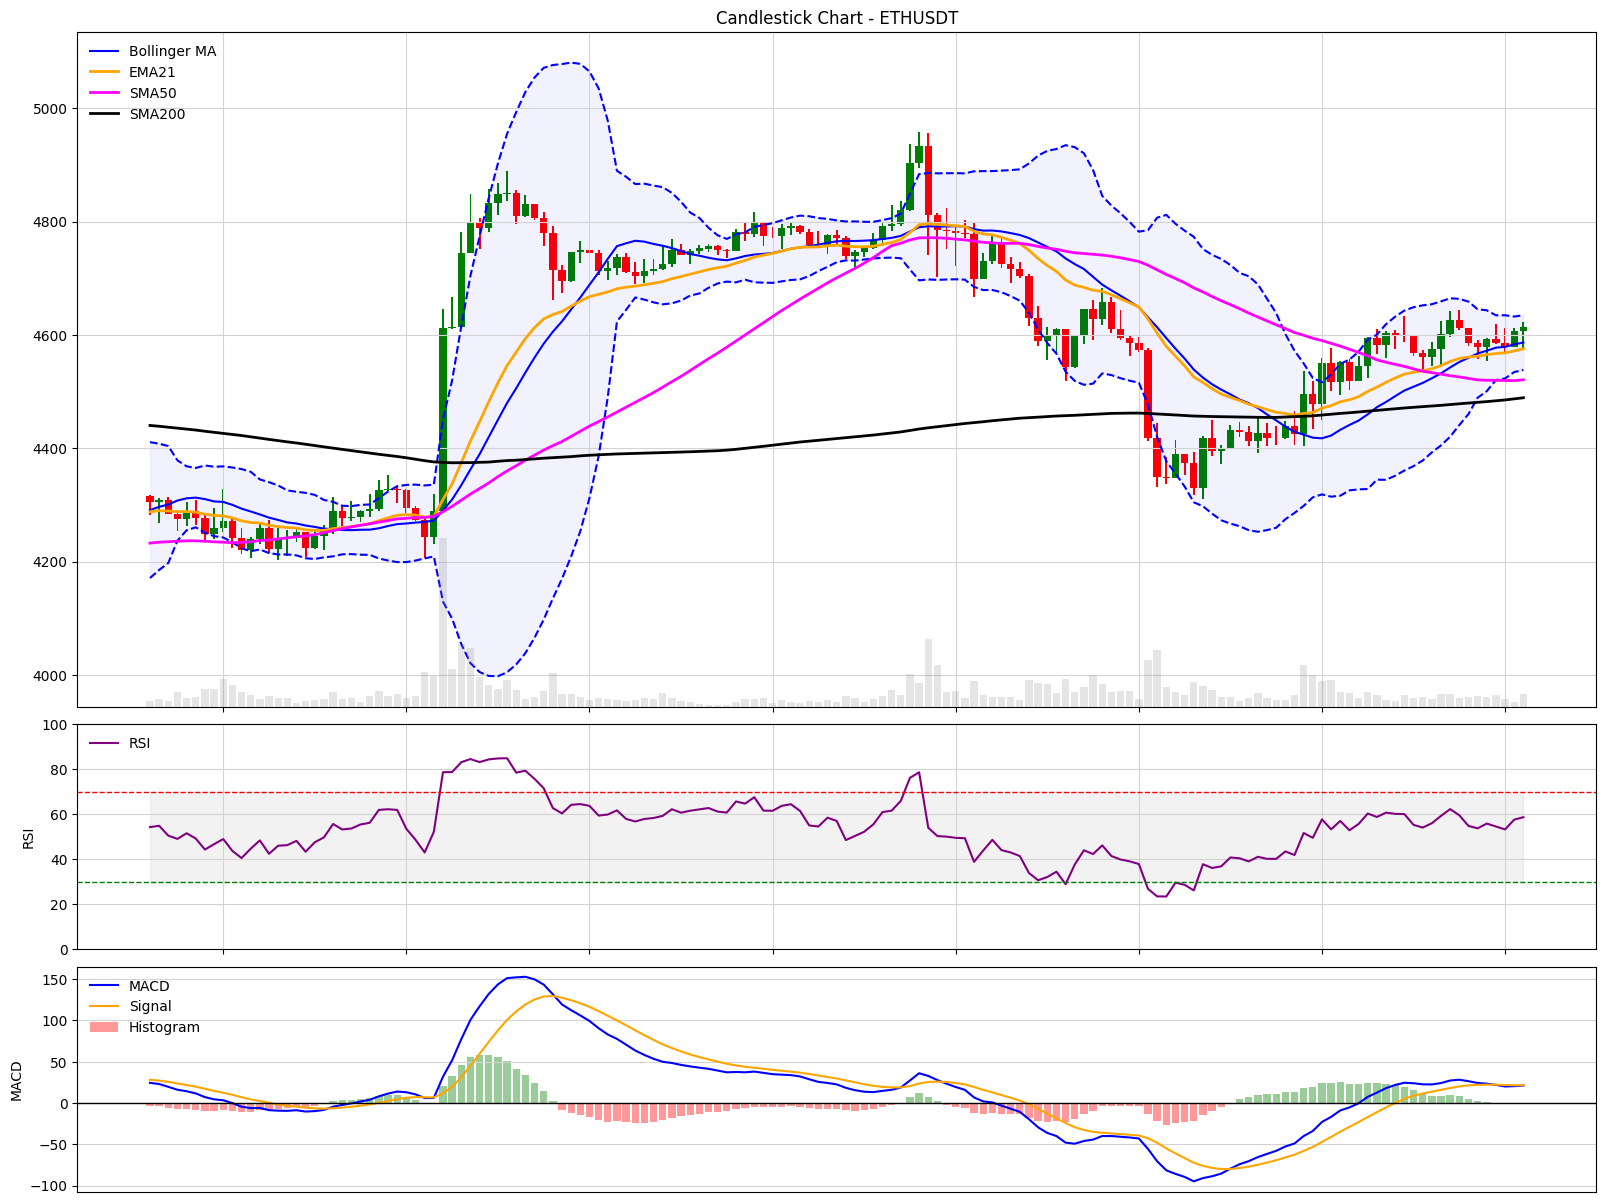 Candlestick Chart - ETHUSDT
Bollinger MA
EMA21
SMA50
SMA200
5000
4800
4600
4400
4200
4000
100
80
60
40
20
0
RSI
RSI
150
100
50
0
−50
−100
MACD
MACD
Signal
Histogram